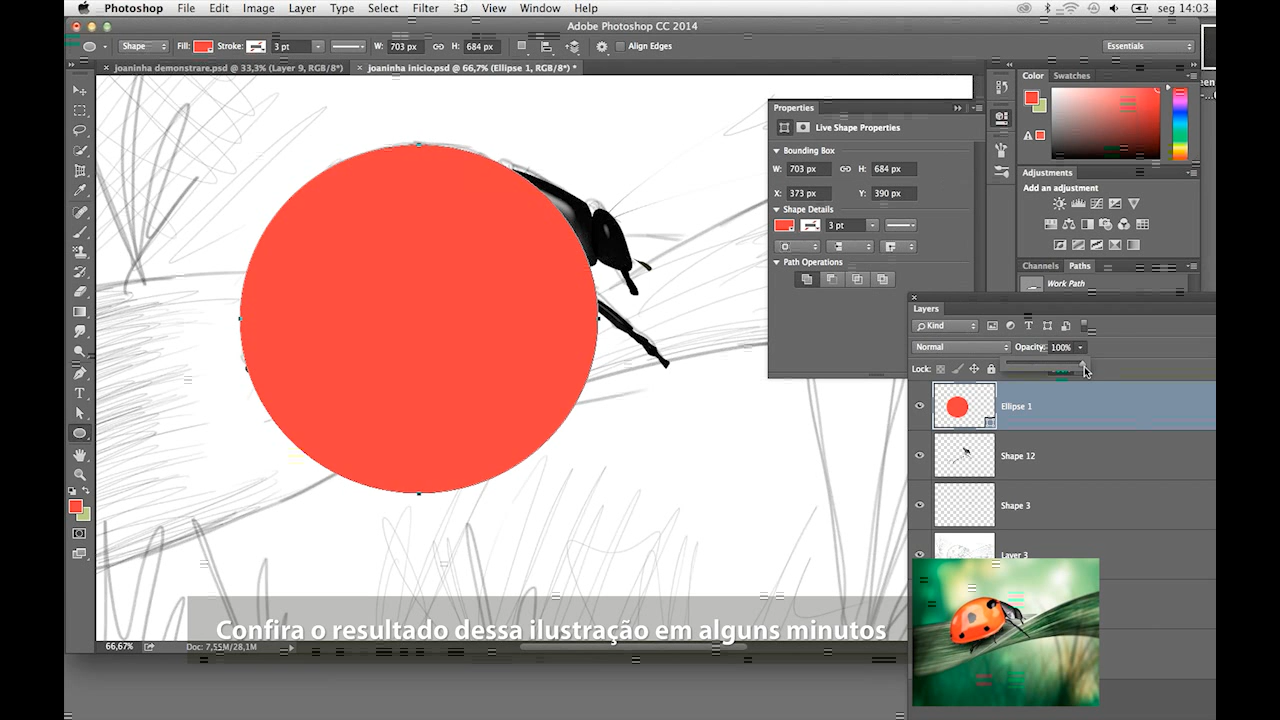 Photoshop File Edit Image Layer Type Select Filter 3D View Window Help seg 14:03
Adobe Photoshop CC 2014
Shape Fill: Stroke: 3 pt W: 703 px H: 684 px Align Edges Essentials
joaninha demonstrare.psd @ 33,3% (Layer 9, RGB/8*) joaninha inicio.psd @ 66,7% (Ellipse 1, RGB/8*) *
Color Swatches
Properties
Live Shape Properties
Bounding Box
W: 703 px H: 684 px
X: 373 px Y: 390 px
Shape Details
3 pt
Path Operations
Adjustments
Add an adjustment
Channels Paths
Work Path
Layers
Kind
Normal Opacity: 100%
Lock:
Ellipse 1
Shape 12
Shape 3
Layer 3
Confira o resultado dessa ilustração em alguns minutos
66,67% Doc: 7,55M/28,1M